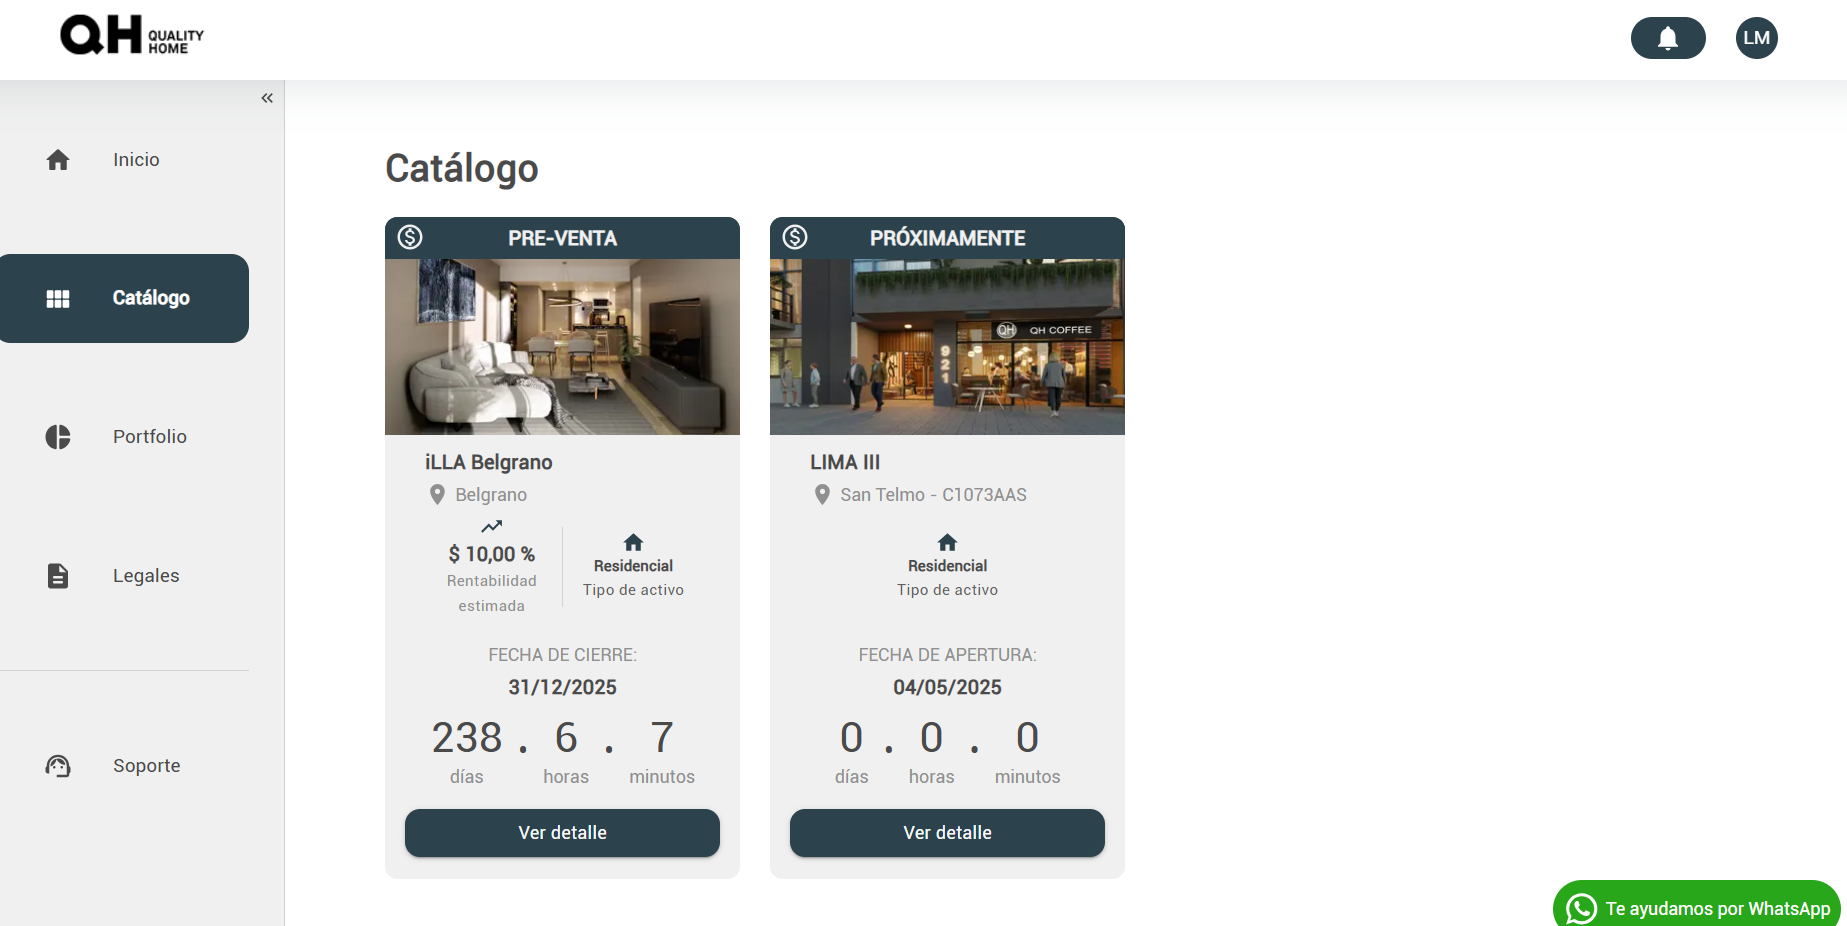 QH QUALITY
HOME
LM
«
Inicio
Catálogo
Portfolio
Legales
Soporte
Catálogo
PRE-VENTA
iLLA Belgrano
Belgrano
$ 10,00 %
Rentabilidad
estimada
Residencial
Tipo de activo
FECHA DE CIERRE:
31/12/2025
238 . 6 . 7
días horas minutos
Ver detalle
PRÓXIMAMENTE
QH QH COFFEE
921
LIMA III
San Telmo - C1073AAS
Residencial
Tipo de activo
FECHA DE APERTURA:
04/05/2025
0 . 0 . 0
días horas minutos
Ver detalle
Te ayudamos por WhatsApp